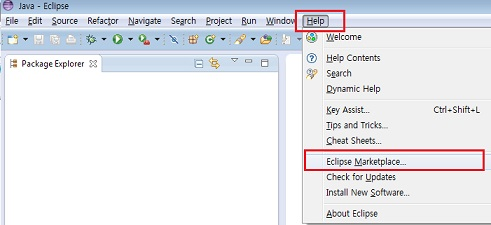 Java - Eclipse
File Edit Source Refactor Navigate Search Project Run Window Help
Package Explorer
Welcome
Help Contents
Search
Dynamic Help
Key Assist... Ctrl+Shift+L
Tips and Tricks...
Cheat Sheets...
Eclipse Marketplace...
Check for Updates
Install New Software...
About Eclipse